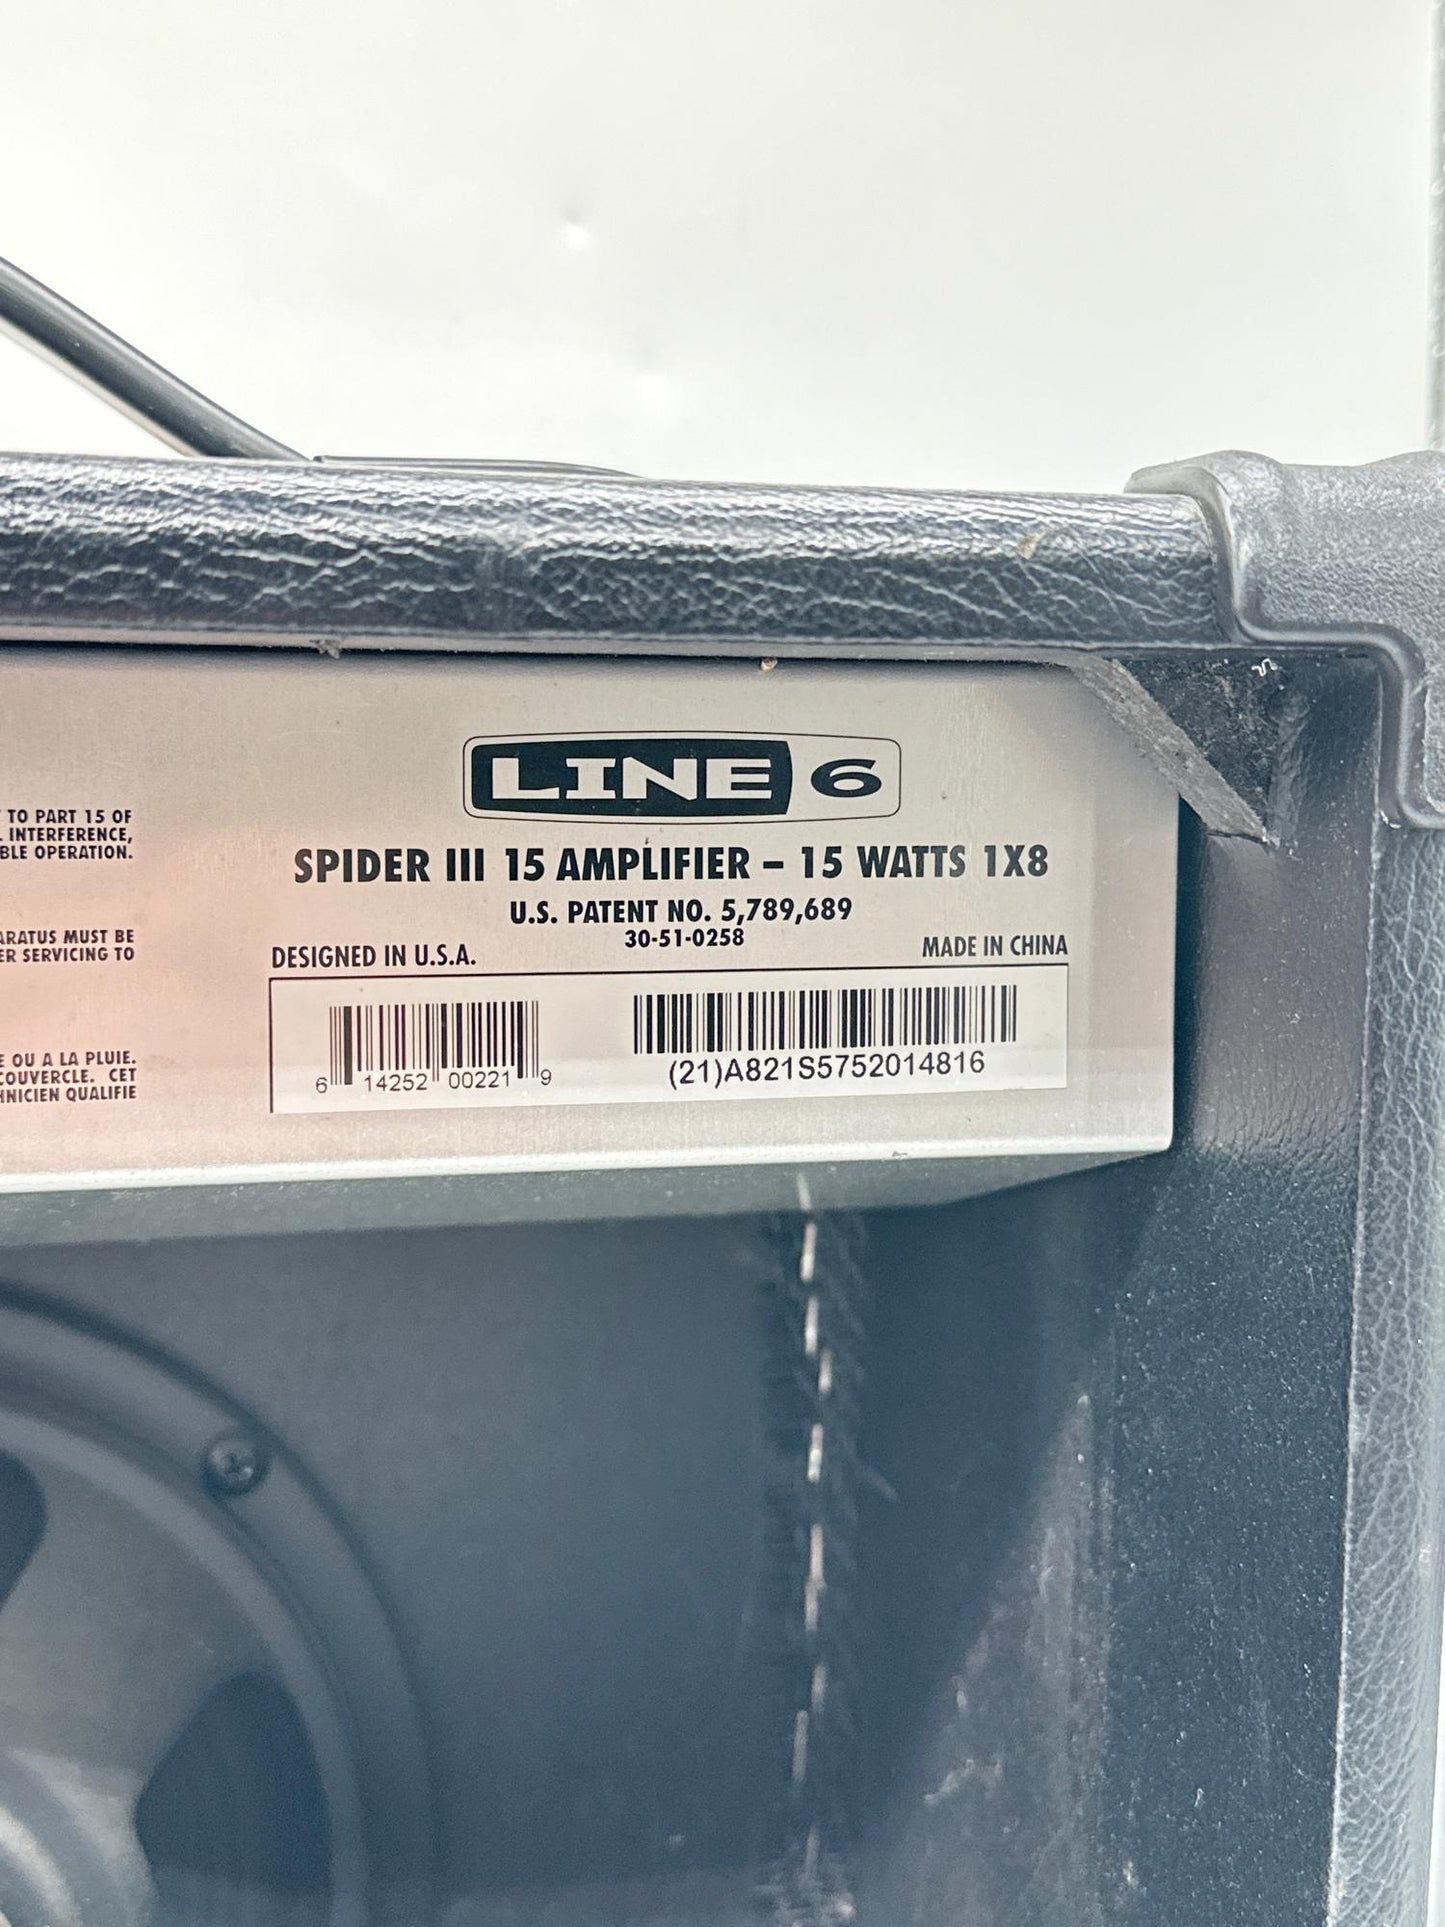 TO PART 15 OF
INTERFERENCE,
BLE OPERATION.
ARATUS MUST BE
ER SERVICING TO
E OU A LA PLUIE.
COUVERCLE. CET
HNICIEN QUALIFIE
LINE 6
SPIDER III 15 AMPLIFIER – 15 WATTS 1X8
U.S. PATENT NO. 5,789,689
30-51-0258
DESIGNED IN U.S.A.
MADE IN CHINA
6 14252 00221 9
(21)A821S5752014816